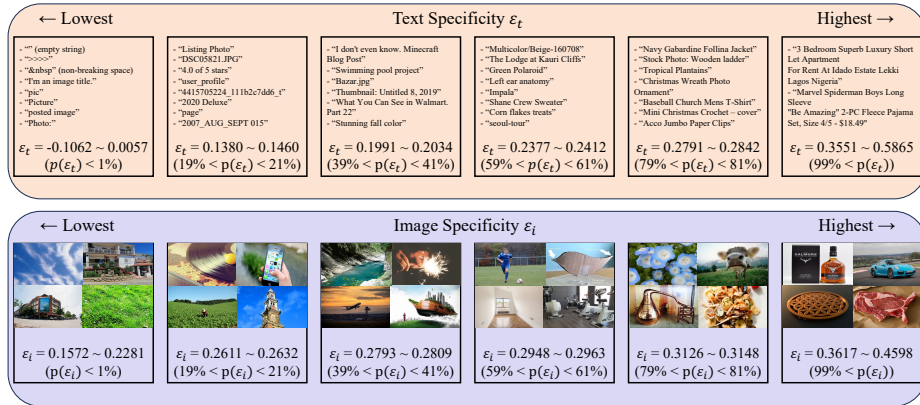 ← Lowest
Text Specificity εt
Highest →
- "" (empty string)
- ">>>>"
- "&nbsp" (non-breaking space)
- "I'm an image title."
- "pic"
- "Picture"
- "posted image"
- "Photo:"
εt = -0.1062 ~ 0.0057
(p(εt) < 1%)
- "Listing Photo"
- "DSC05821.JPG"
- "4.0 of 5 stars"
- "user_profile"
- "4415705224_111b2c7dd6_t"
- "2020 Deluxe"
- "page"
- "2007_AUG_SEPT 015"
εt = 0.1380 ~ 0.1460
(19% < p(εt) < 21%)
- "I don't even know. Minecraft
Blog Post"
- "Swimming pool project"
- "Bazar.jpg"
- "Thumbnail: Untitled 8, 2019"
- "What You Can See in Walmart.
Part 22"
- "Stunning fall color"
εt = 0.1991 ~ 0.2034
(39% < p(εt) < 41%)
- "Multicolor/Beige-160708"
- "The Lodge at Kauri Cliffs"
- "Green Polaroid"
- "Left ear anatomy"
- "Impala"
- "Shane Crew Sweater"
- "Corn flakes treats"
- "seoul-tour"
εt = 0.2377 ~ 0.2412
(59% < p(εt) < 61%)
- "Navy Gabardine Follina Jacket"
- "Stock Photo: Wooden ladder"
- "Tropical Plantains"
- "Christmas Wreath Photo
Ornament"
- "Baseball Church Mens T-Shirt"
- "Mini Christmas Crochet – cover"
- "Acco Jumbo Paper Clips"
εt = 0.2791 ~ 0.2842
(79% < p(εt) < 81%)
- "3 Bedroom Superb Luxury Short
Let Apartment
For Rent At Idado Estate Lekki
Lagos Nigeria"
- "Marvel Spiderman Boys Long
Sleeve
"Be Amazing" 2-PC Fleece Pajama
Set, Size 4/5 - $18.49"
εt = 0.3551 ~ 0.5865
(99% < p(εt))
← Lowest
Image Specificity εi
Highest →
DALMORE
εi = 0.1572 ~ 0.2281
(p(εi) < 1%)
εi = 0.2611 ~ 0.2632
(19% < p(εi) < 21%)
εi = 0.2793 ~ 0.2809
(39% < p(εi) < 41%)
εi = 0.2948 ~ 0.2963
(59% < p(εi) < 61%)
εi = 0.3126 ~ 0.3148
(79% < p(εi) < 81%)
εi = 0.3617 ~ 0.4598
(99% < p(εi))